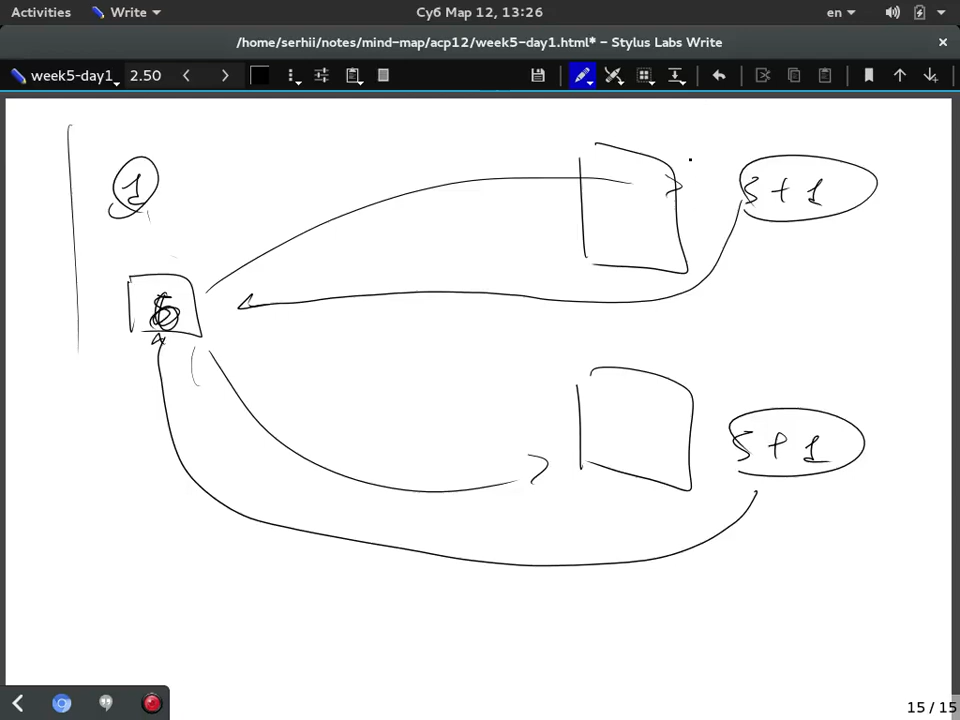 Activities Write Суб Мар 12, 13:26 en
/home/serhii/notes/mind-map/acp12/week5-day1.html* – Stylus Labs Write
week5-day1 2.50
1
5 + 1
5 + 1
15 / 15